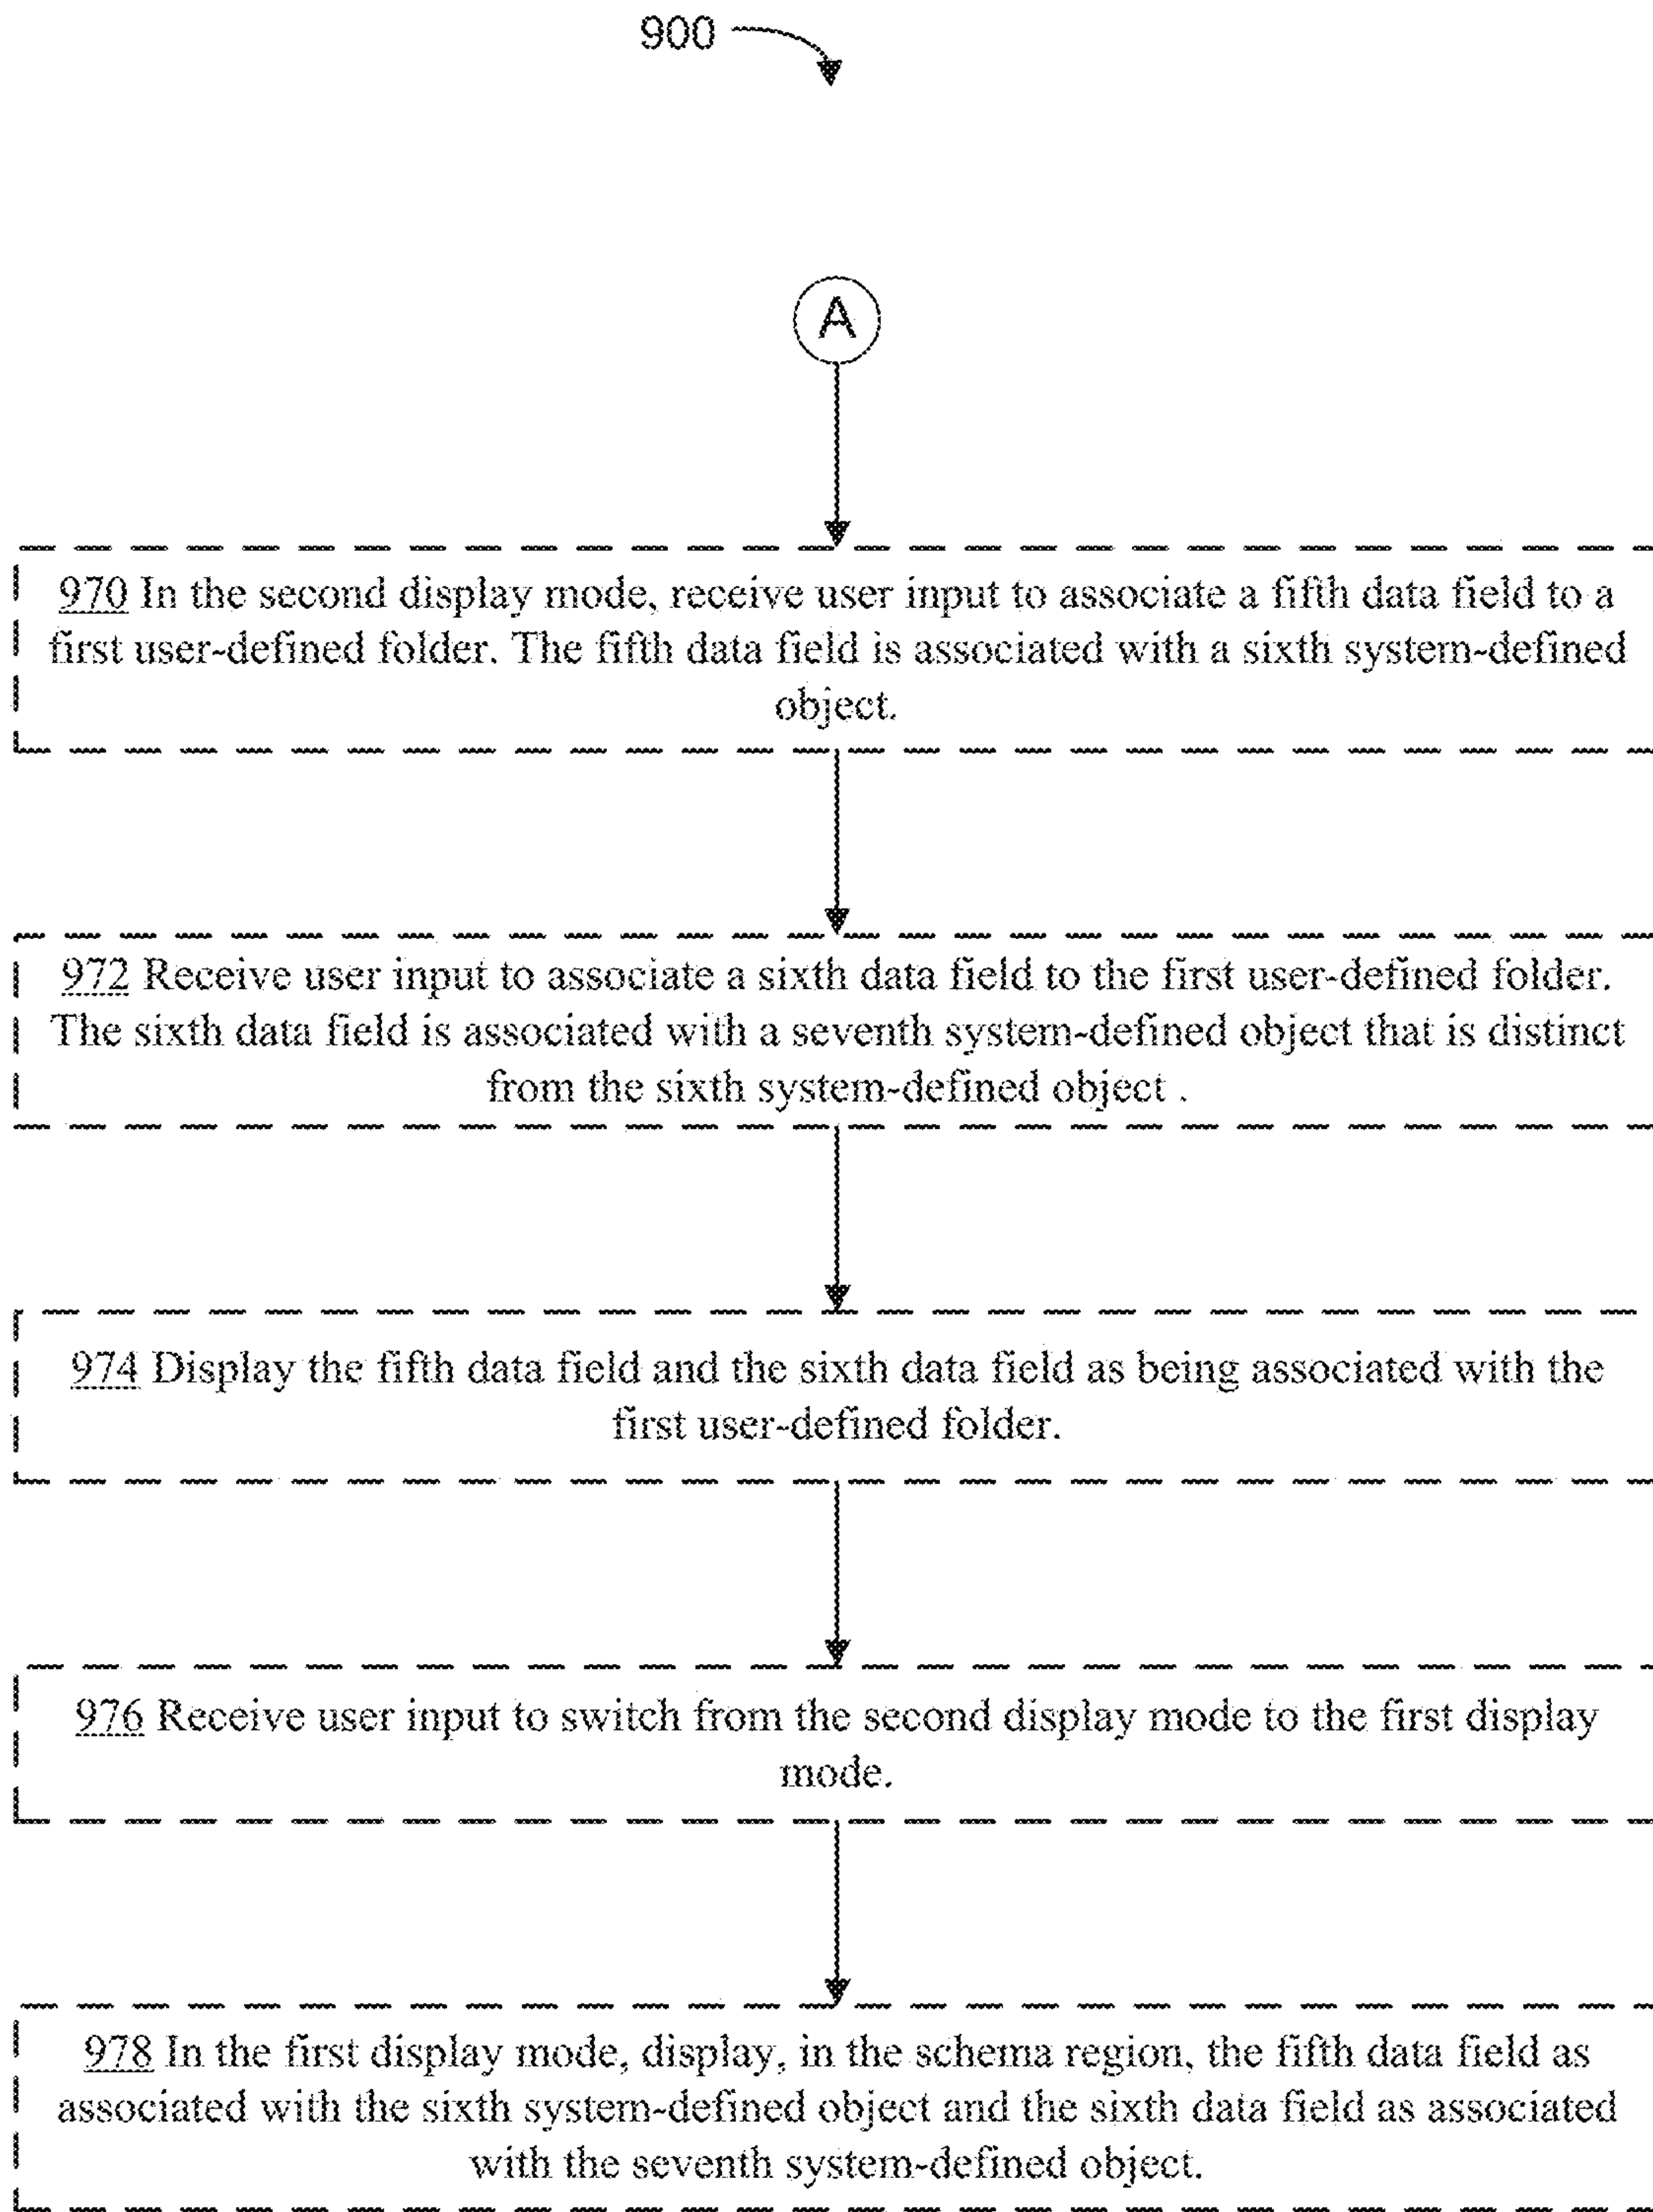 900
A
970 In the second display mode, receive user input to associate a fifth data field to a
first user-defined folder. The fifth data field is associated with a sixth system-defined
object.
972 Receive user input to associate a sixth data field to the first user-defined folder.
The sixth data field is associated with a seventh system-defined object that is distinct
from the sixth system-defined object .
974 Display the fifth data field and the sixth data field as being associated with the
first user-defined folder.
976 Receive user input to switch from the second display mode to the first display
mode.
978 In the first display mode, display, in the schema region, the fifth data field as
associated with the sixth system-defined object and the sixth data field as associated
with the seventh system-defined object.